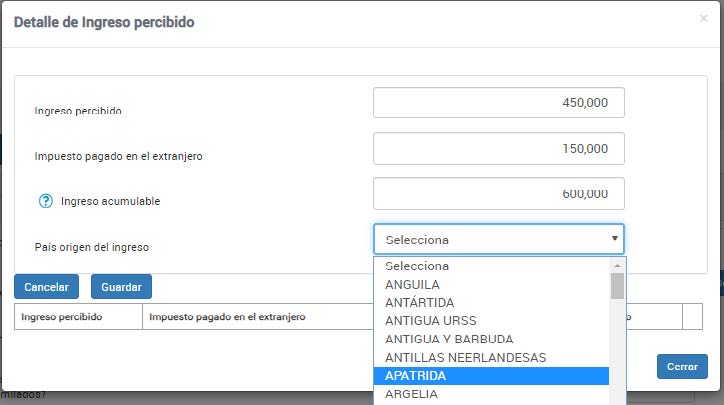 Detalle de Ingreso percibido
×
Ingreso percibido
450,000
Impuesto pagado en el extranjero
150,000
? Ingreso acumulable
600,000
País origen del ingreso
Selecciona
Selecciona
ANGUILA
ANTÁRTIDA
ANTIGUA URSS
ANTIGUA Y BARBUDA
ANTILLAS NEERLANDESAS
APATRIDA
ARGELIA
Cancelar
Guardar
Ingreso percibido
Impuesto pagado en el extranjero
o
Cerrar
milados?